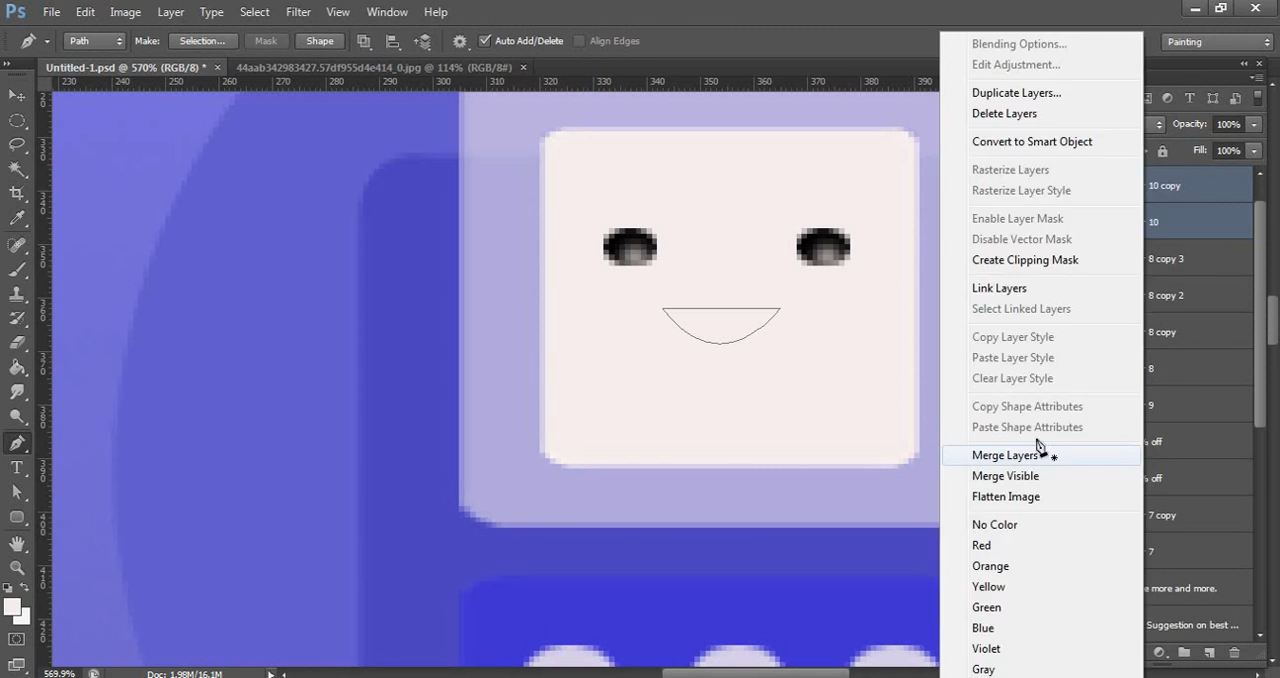 Ps File Edit Image Layer Type Select Filter View Window Help
Path Make: Selection... Mask Shape Auto Add/Delete Align Edges Painting
Untitled-1.psd @ 570% (RGB/8) * × 44aab342983427.57df955d4e414_0.jpg @ 114% (RGB/8#) ×
230 280 290 300 310 320 330 340 350 360 370 380 390
Blending Options...
Edit Adjustment...
Duplicate Layers...
Delete Layers
Convert to Smart Object
Rasterize Layers
Rasterize Layer Style
Enable Layer Mask
Disable Vector Mask
Create Clipping Mask
Link Layers
Select Linked Layers
Copy Layer Style
Paste Layer Style
Clear Layer Style
Copy Shape Attributes
Paste Shape Attributes
Merge Layers
Merge Visible
Flatten Image
No Color
Red
Orange
Yellow
Green
Blue
Violet
Gray
Opacity: 100%
Fill: 100%
10 copy
10
8 copy 3
8 copy 2
8 copy
8
9
% off
% off
7 copy
7
e more and more.
Suggestion on best ...
569.9% Doc: 1.98M/16.1M